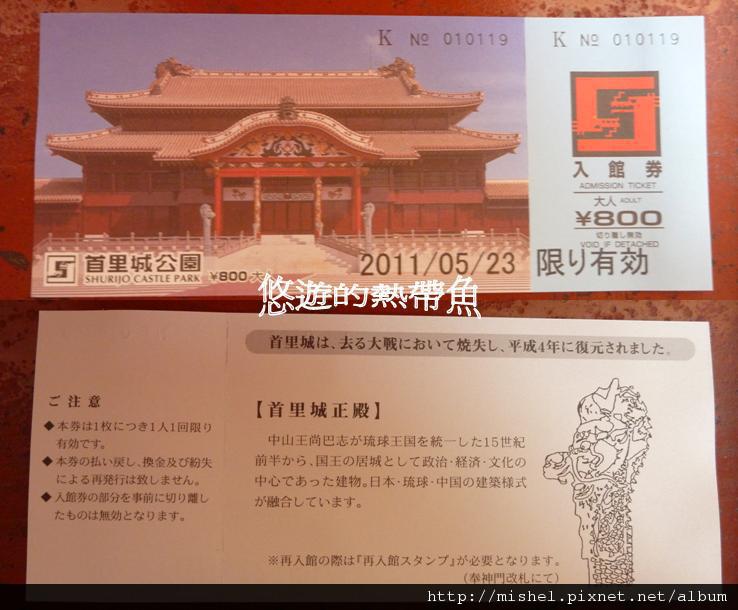 K № 010119
K № 010119
入館券
ADMISSION TICKET
大人 ADULT
¥800
切り離し無効
VOID IF DETACHED
首里城公園
SHURIJO CASTLE PARK
¥800 大
2011/05/23
限り有効
悠遊的熱帶魚
首里城は、去る大戦において焼失し、平成4年に復元されました。
ご注意
◆本券は1枚につき1人1回限り
有効です。
◆本券の払い戻し、換金及び紛失
による再発行は致しません。
◆入館券の部分を事前に切り離し
たものは無効となります。
【首里城正殿】
中山王尚巴志が琉球王国を統一した15世紀
前半から、国王の居城として政治・経済・文化の
中心であった建物。日本・琉球・中国の建築様式
が融合しています。
※再入館の際は『再入館スタンプ』が必要となります。
(奉神門改札にて)
http://mishel.pixnet.net/album